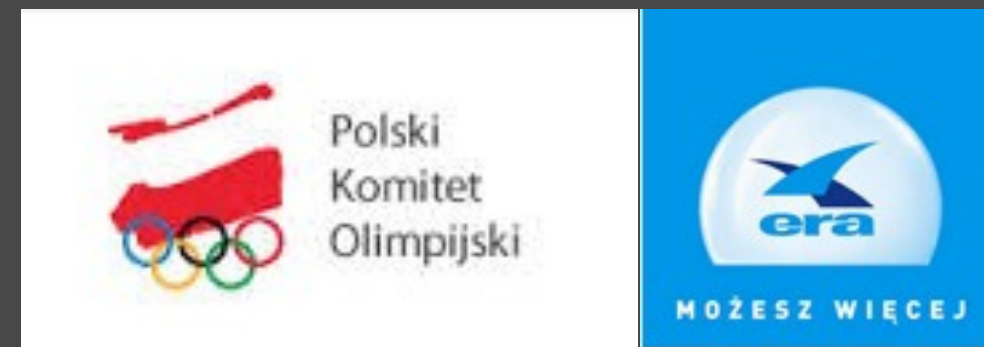 Polski
Komitet
Olimpijski
era
MOŻESZ WIĘCEJ